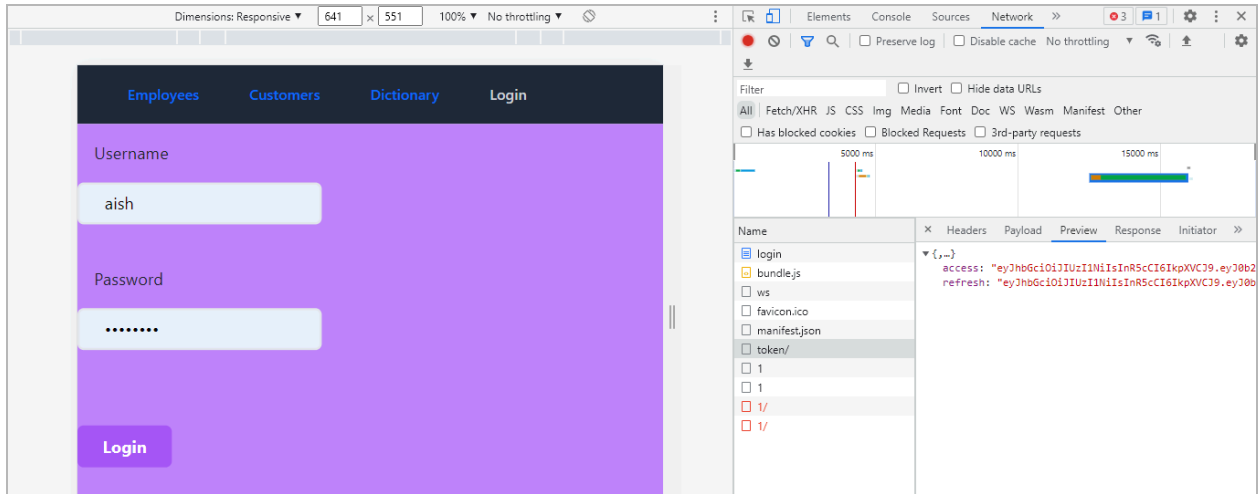 Dimensions: Responsive ▼ 641 × 551 100% ▼ No throttling ▼
Employees Customers Dictionary Login
Username
aish
Password
••••••••
Login
Elements Console Sources Network » 3 1
Preserve log Disable cache No throttling ▼
Filter Invert Hide data URLs
All Fetch/XHR JS CSS Img Media Font Doc WS Wasm Manifest Other
Has blocked cookies Blocked Requests 3rd-party requests
5000 ms 10000 ms 15000 ms
Name
login
bundle.js
ws
favicon.ico
manifest.json
token/
1
1
1/
1/
× Headers Payload Preview Response Initiator »
▼{,…}
access: "eyJhbGciOiJIUzI1NiIsInR5cCI6IkpXVCJ9.eyJ0b2
refresh: "eyJhbGciOiJIUzI1NiIsInR5cCI6IkpXVCJ9.eyJ0b